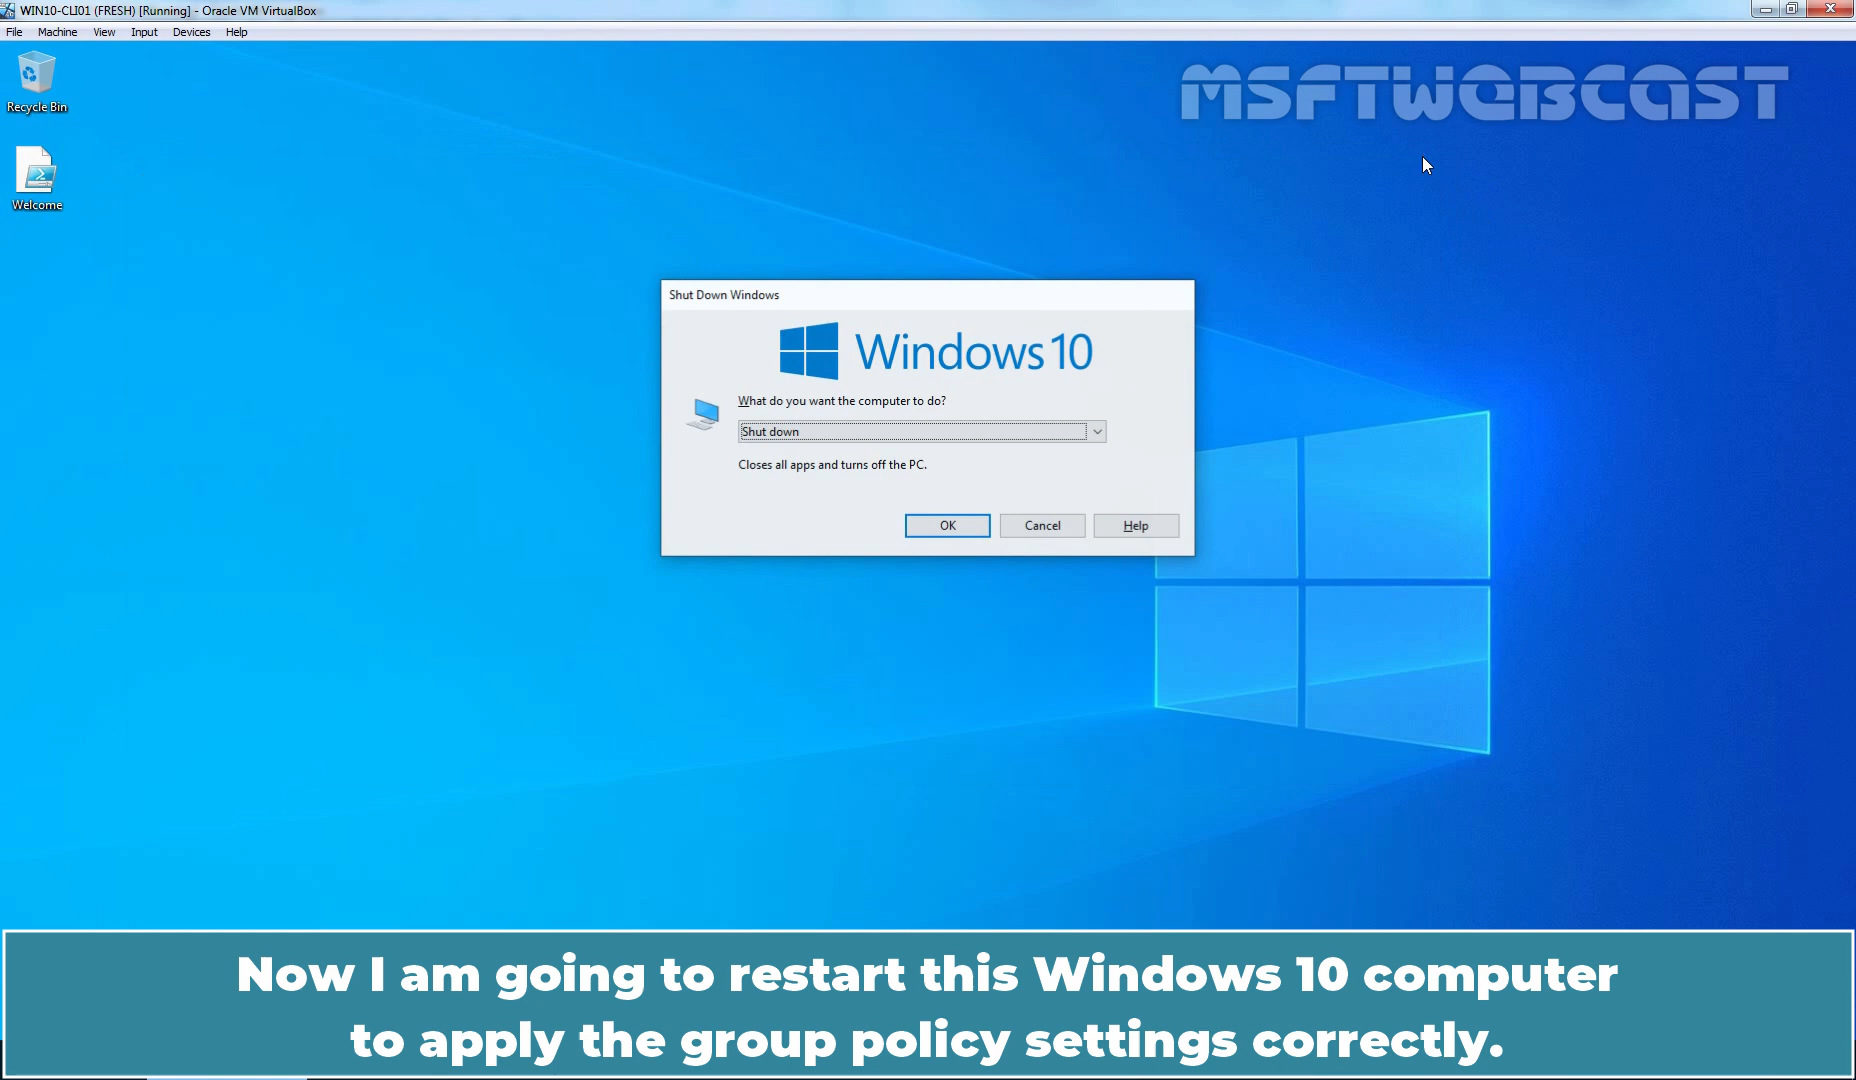 WIN10-CLI01 (FRESH) [Running] - Oracle VM VirtualBox
File Machine View Input Devices Help
MSFTWEBCAST
Recycle Bin
Welcome
Shut Down Windows
Windows 10
What do you want the computer to do?
Shut down
Closes all apps and turns off the PC.
OK Cancel Help
Now I am going to restart this Windows 10 computer
to apply the group policy settings correctly.